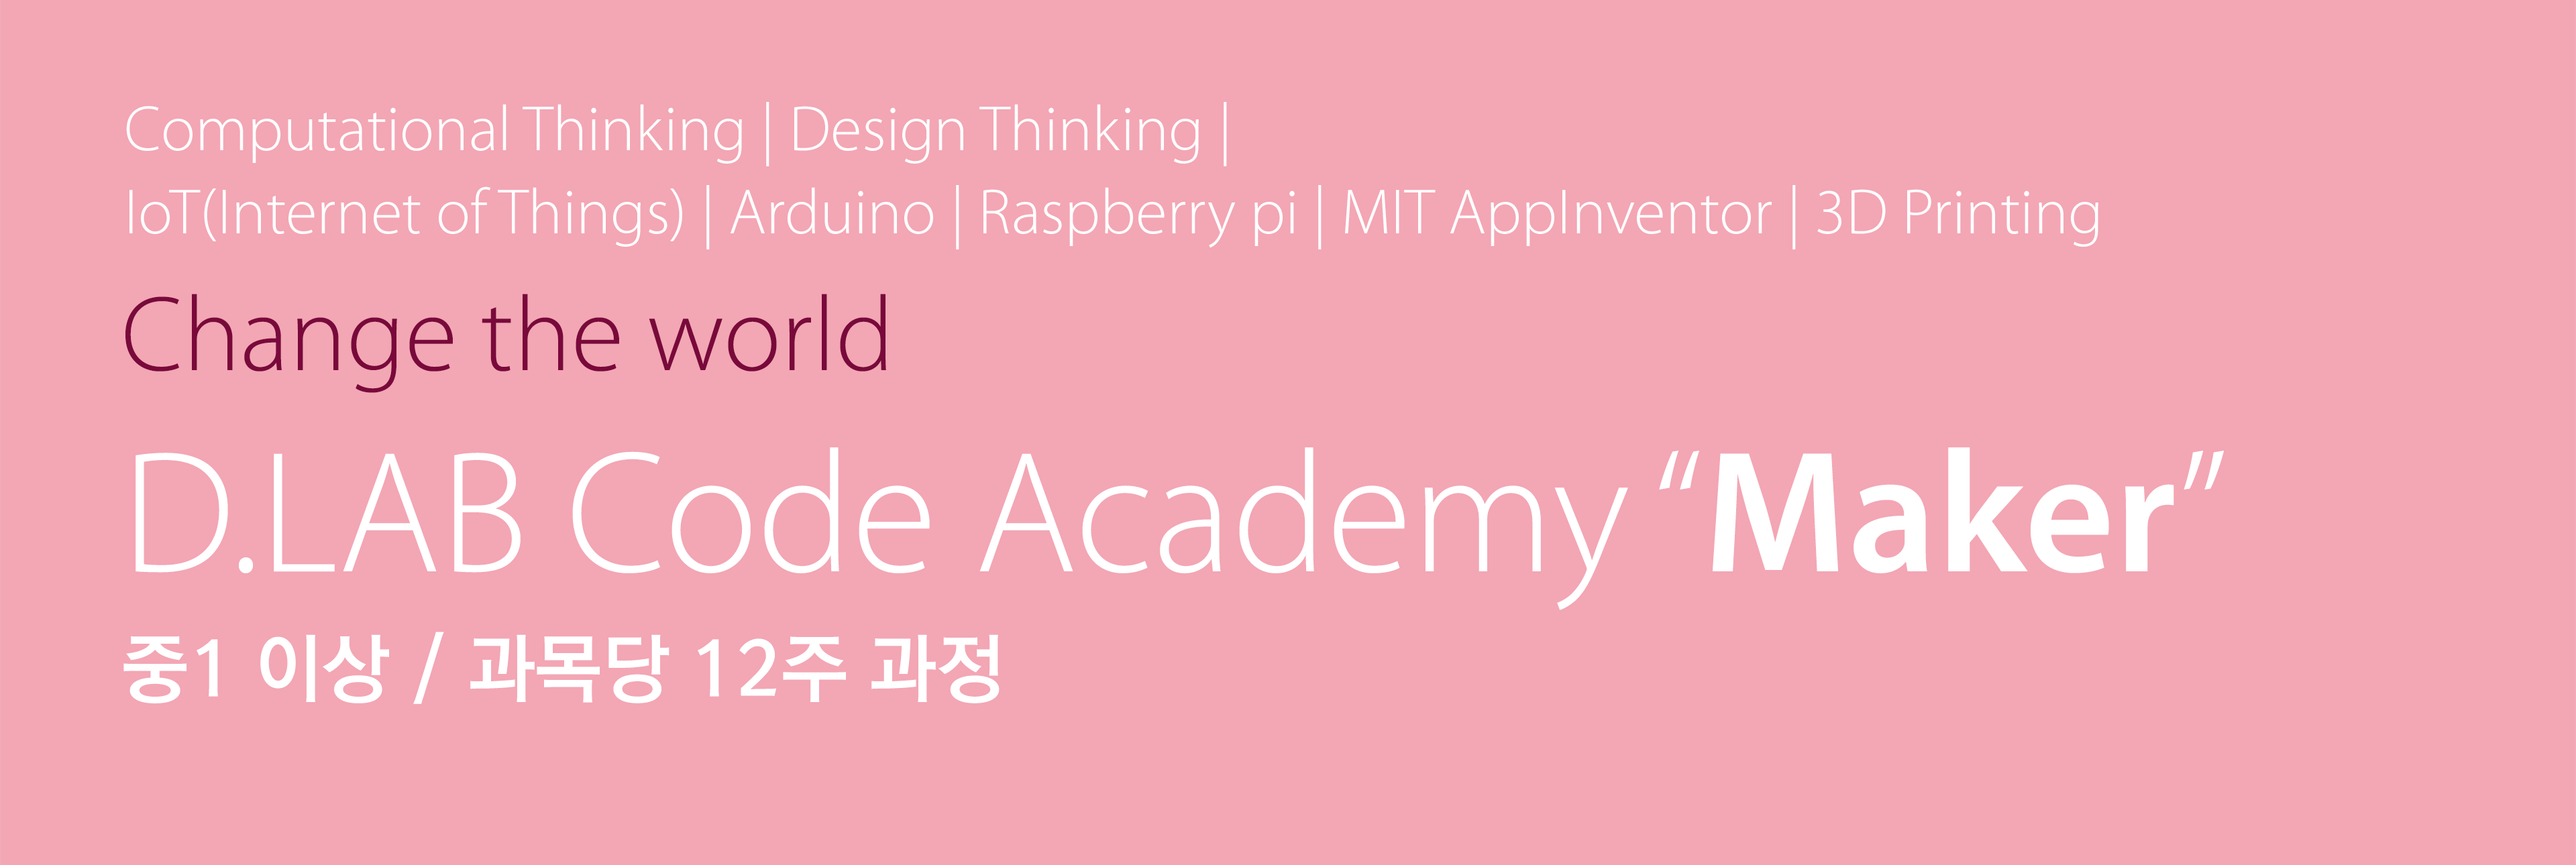 Computational Thinking | Design Thinking |
IoT(Internet of Things) | Arduino | Raspberry pi | MIT AppInventor | 3D Printing
Change the world
D.LAB Code Academy “Maker”
중1 이상 / 과목당 12주 과정